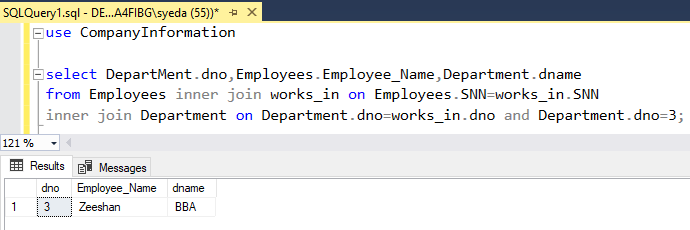 SQLQuery1.sql - DE...A4FIBG\syeda (55))*
use CompanyInformation
select DepartMent.dno,Employees.Employee_Name,Department.dname
from Employees inner join works_in on Employees.SNN=works_in.SNN
inner join Department on Department.dno=works_in.dno and Department.dno=3;
121 %
Results Messages
dno Employee_Name dname
1 3 Zeeshan BBA